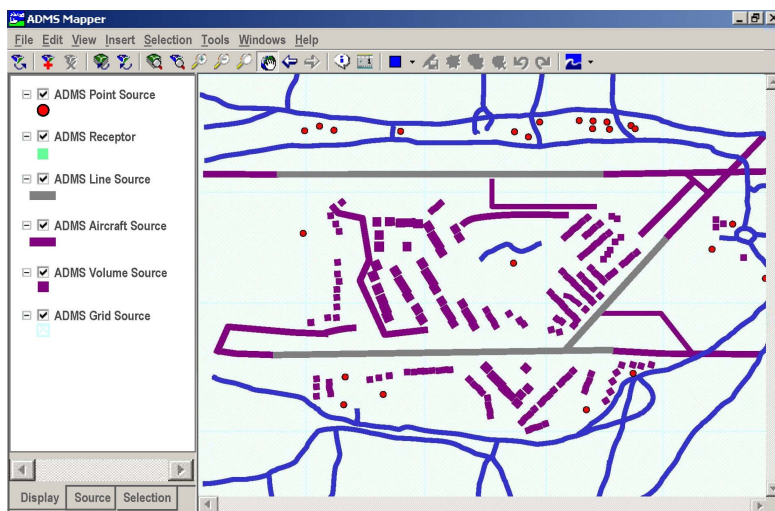 ADMS Mapper
File Edit View Insert Selection Tools Windows Help
ADMS Point Source
ADMS Receptor
ADMS Line Source
ADMS Aircraft Source
ADMS Volume Source
ADMS Grid Source
Display Source Selection